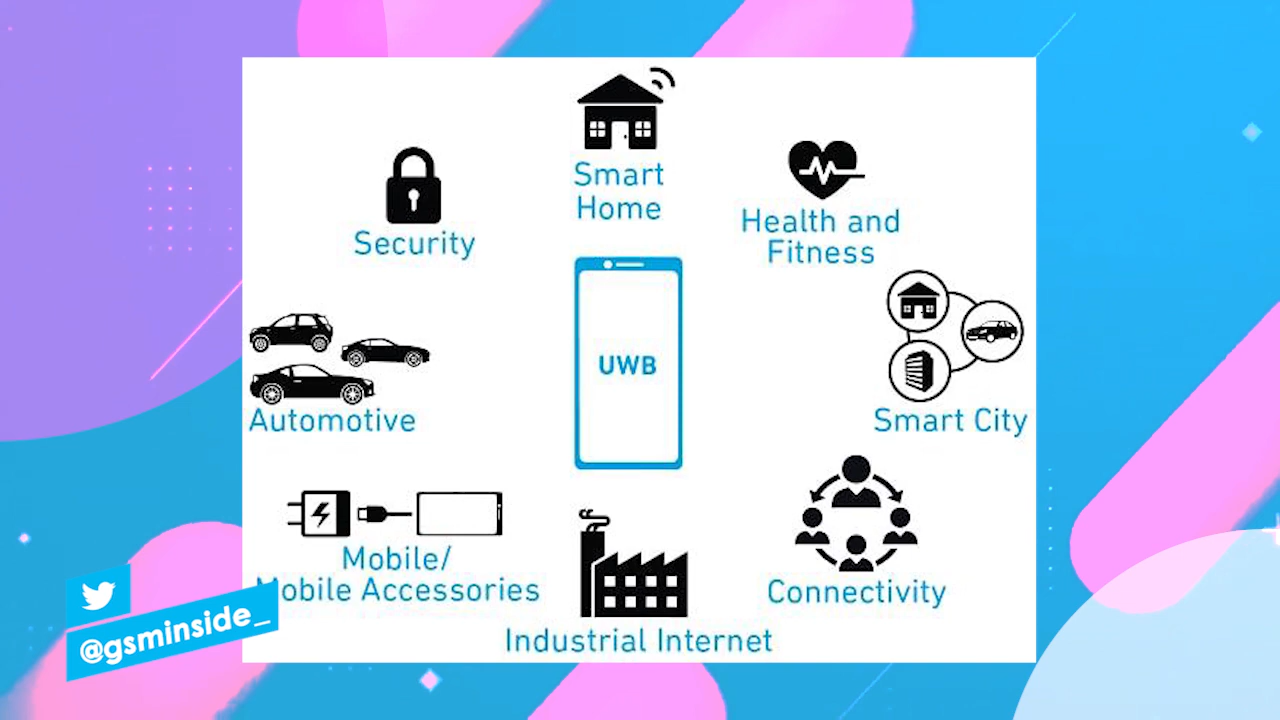 Smart
Home
Security
Health and
Fitness
UWB
Automotive
Smart City
Mobile/
Accessories
Connectivity
Industrial Internet
@gsminside_